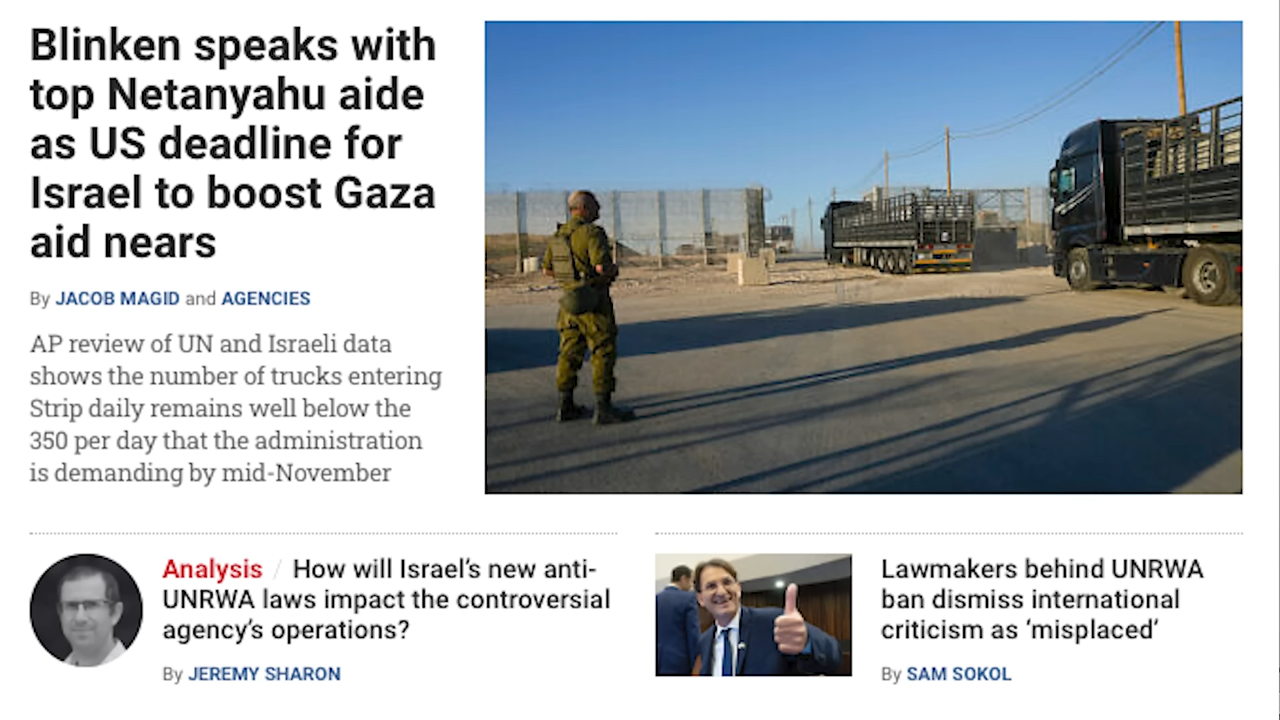 Blinken speaks with
top Netanyahu aide
as US deadline for
Israel to boost Gaza
aid nears
By JACOB MAGID and AGENCIES
AP review of UN and Israeli data
shows the number of trucks entering
Strip daily remains well below the
350 per day that the administration
is demanding by mid-November
Analysis / How will Israel’s new anti-
UNRWA laws impact the controversial
agency’s operations?
By JEREMY SHARON
Lawmakers behind UNRWA
ban dismiss international
criticism as ‘misplaced’
By SAM SOKOL